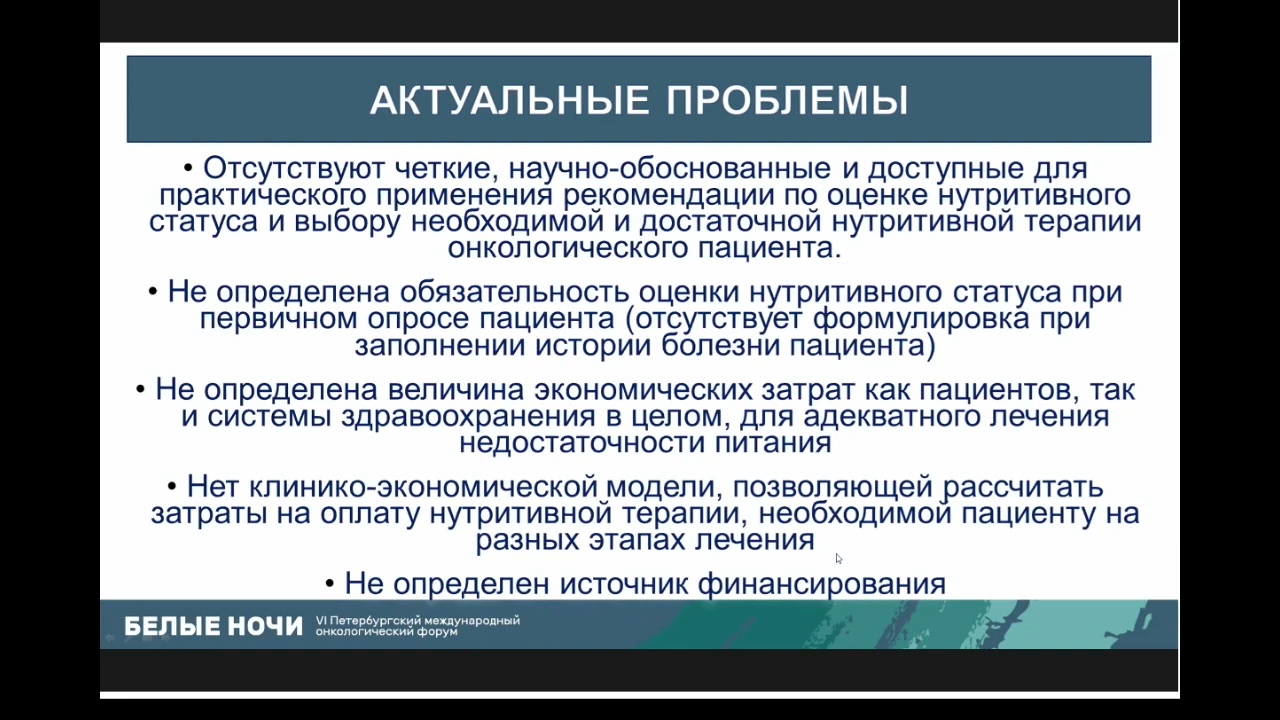 АКТУАЛЬНЫЕ ПРОБЛЕМЫ
• Отсутствуют четкие, научно-обоснованные и доступные для
практического применения рекомендации по оценке нутритивного
статуса и выбору необходимой и достаточной нутритивной терапии
онкологического пациента.
• Не определена обязательность оценки нутритивного статуса при
первичном опросе пациента (отсутствует формулировка при
заполнении истории болезни пациента)
• Не определена величина экономических затрат как пациентов, так
и системы здравоохранения в целом, для адекватного лечения
недостаточности питания
• Нет клинико-экономической модели, позволяющей рассчитать
затраты на оплату нутритивной терапии, необходимой пациенту на
разных этапах лечения
• Не определен источник финансирования
БЕЛЫЕ НОЧИ
VI Петербургский международный
онкологический форум